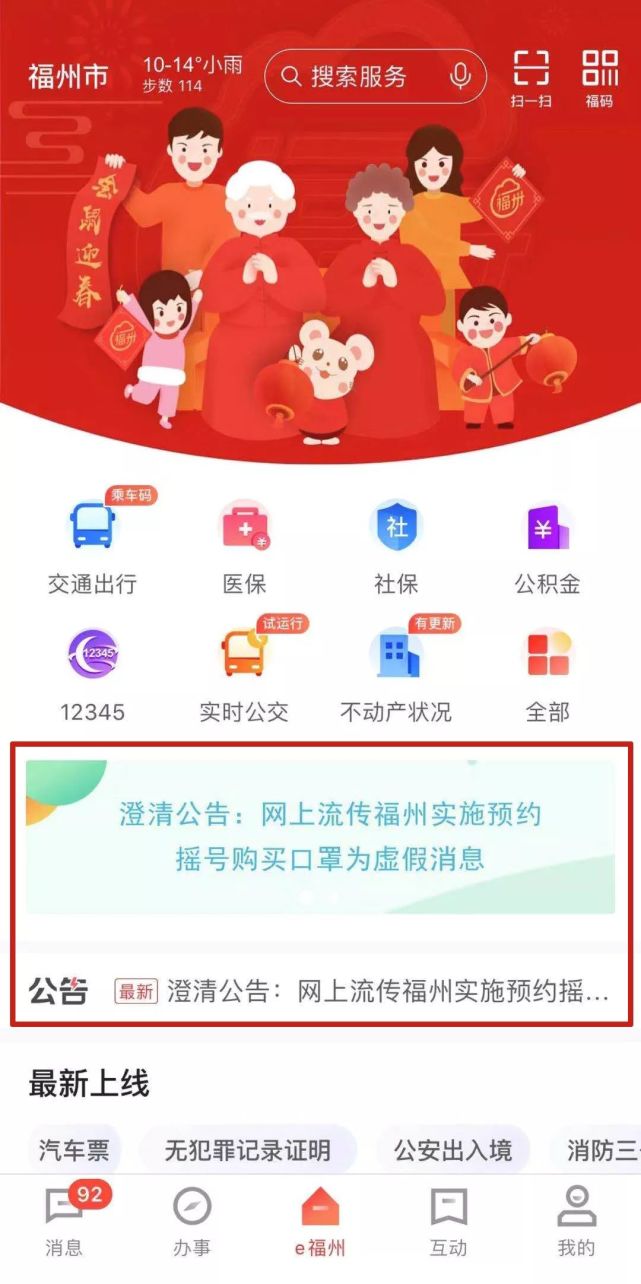 福州市
10-14°小雨
步数 114
搜索服务
扫一扫
福码
金鼠迎春
福州
福州
乘车码
社
¥
¥
交通出行
医保
社保
公积金
试运行
有更新
12345
12345
实时公交
不动产状况
全部
澄清公告：网上流传福州实施预约
摇号购买口罩为虚假消息
公告
最新
澄清公告：网上流传福州实施预约摇...
最新上线
汽车票
无犯罪记录证明
公安出入境
消防三
92
消息
办事
e福州
互动
我的